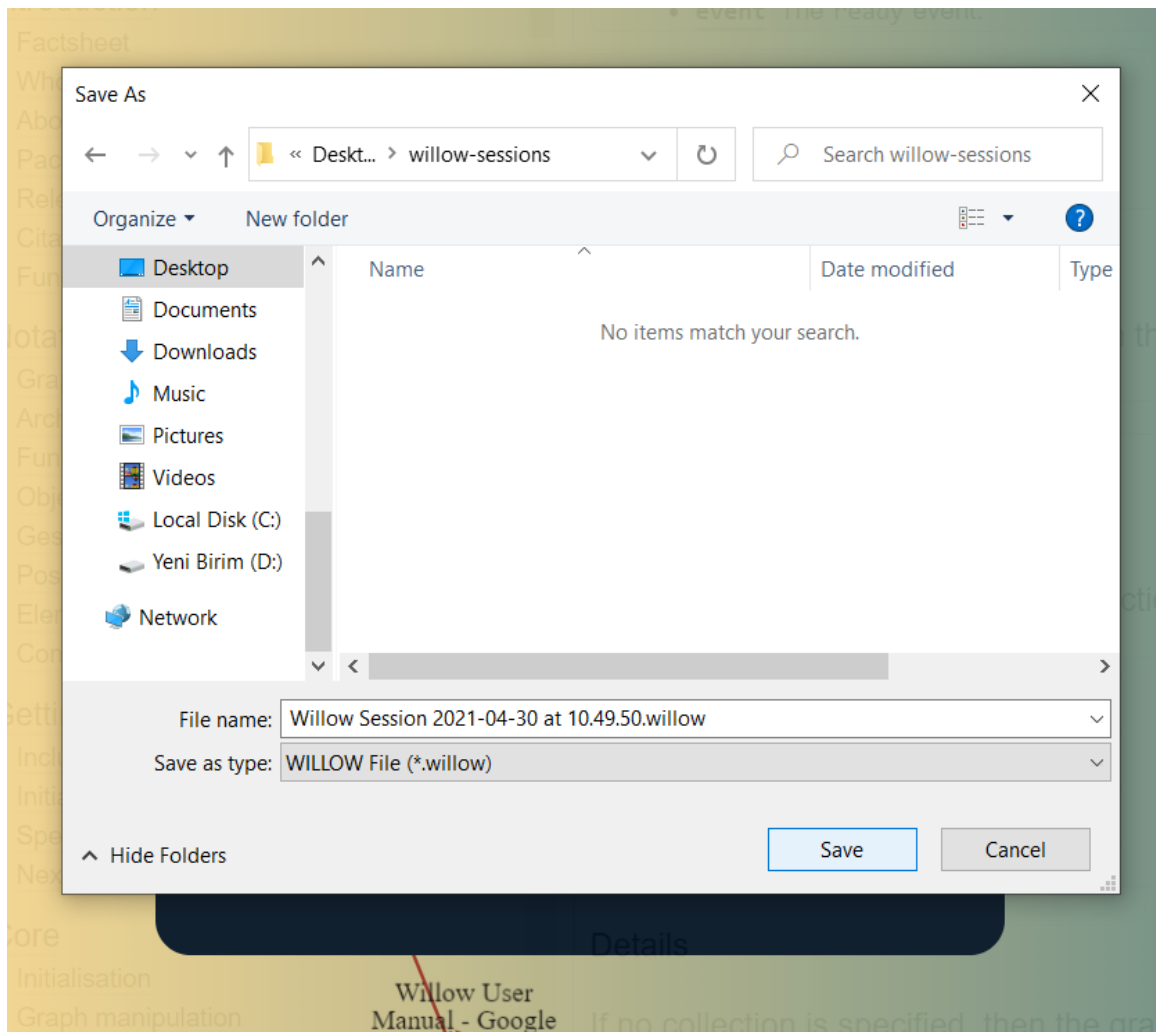 event The ready event.
Factsheet
Save As
« Deskt... > willow-sessions
Search willow-sessions
Organize
New folder
?
Desktop
Documents
Downloads
Music
Pictures
Videos
Local Disk (C:)
Yeni Birim (D:)
Network
Name
Date modified
Type
No items match your search.
File name: Willow Session 2021-04-30 at 10.49.50.willow
Save as type: WILLOW File (*.willow)
Hide Folders
Save
Cancel
Details
Initialisation
Graph manipulation
Willow User
Manual - Google
If no collection is specified, then the gra